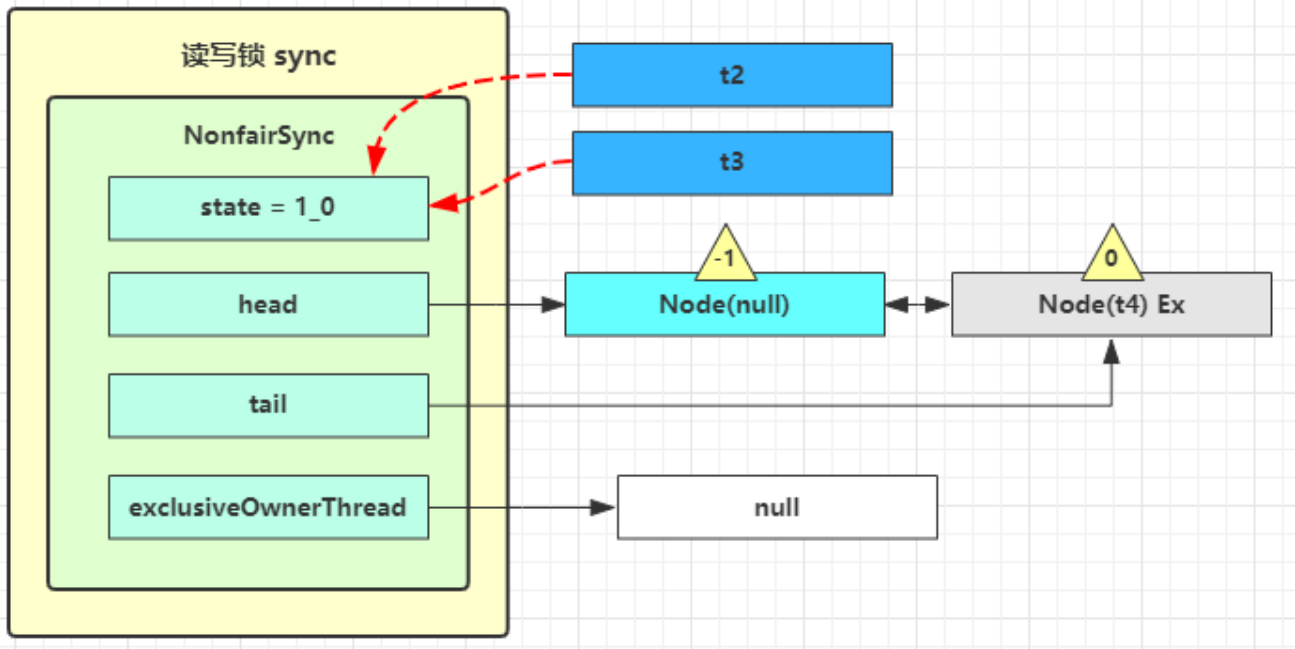 读写锁 sync
NonfairSync
state = 1_0
head
tail
exclusiveOwnerThread
t2
t3
-1
Node(null)
0
Node(t4) Ex
null